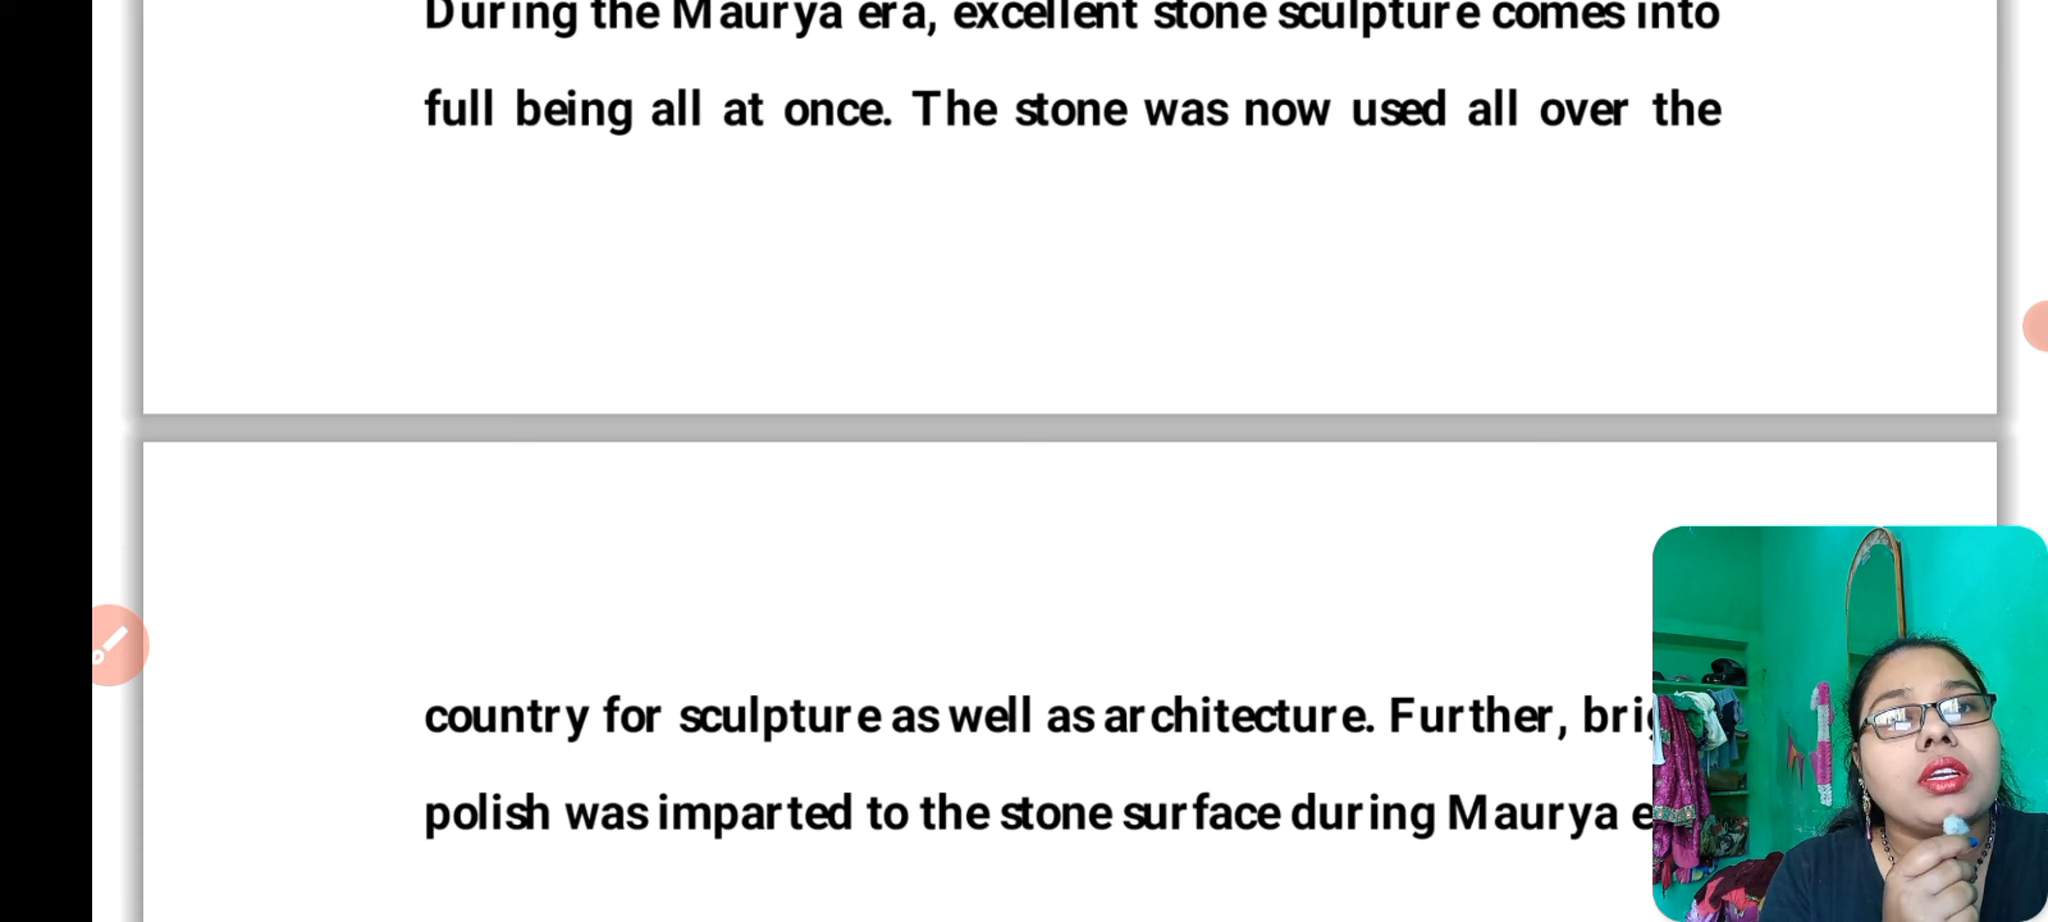 During the Maurya era, excellent stone sculpture comes into
full being all at once. The stone was now used all over the
country for sculpture as well as architecture. Further,
polish was imparted to the stone surface during Maurya